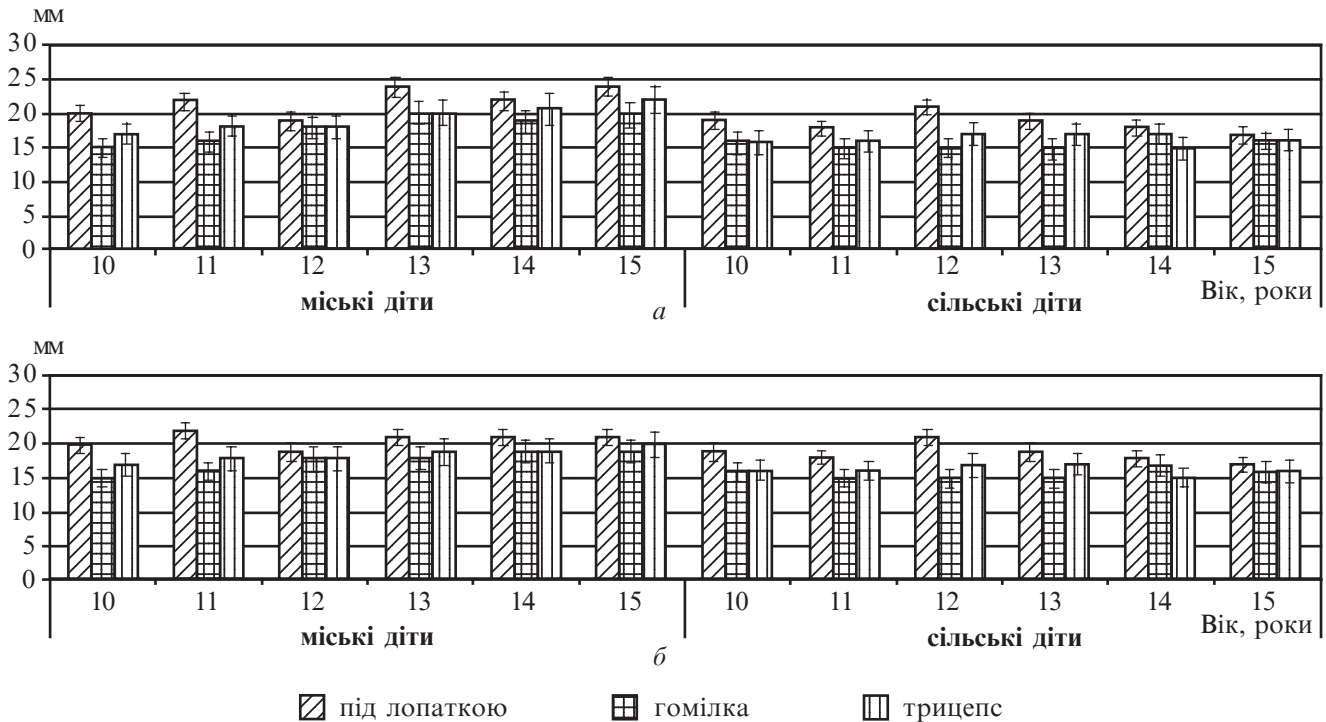 мм
30
25
20
15
10
5
0
10 11 12 13 14 15 10 11 12 13 14 15
міські діти сільські діти Вік, роки
а
мм
30
25
20
15
10
5
0
10 11 12 13 14 15 10 11 12 13 14 15
міські діти сільські діти Вік, роки
б
під лопаткою гомілка трицепс